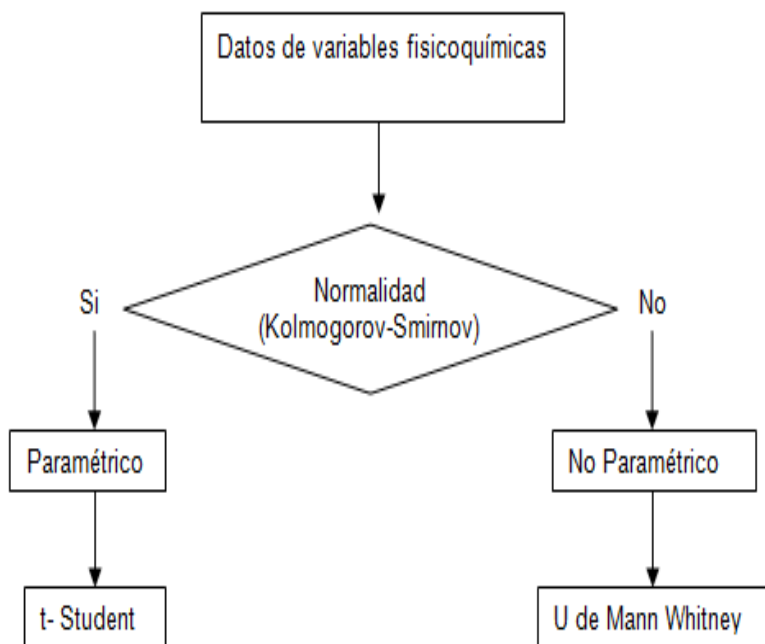 Datos de variables fisicoquímicas
Normalidad
(Kolmogorov-Smirnov)
Si
No
Paramétrico
No Paramétrico
t- Student
U de Mann Whitney